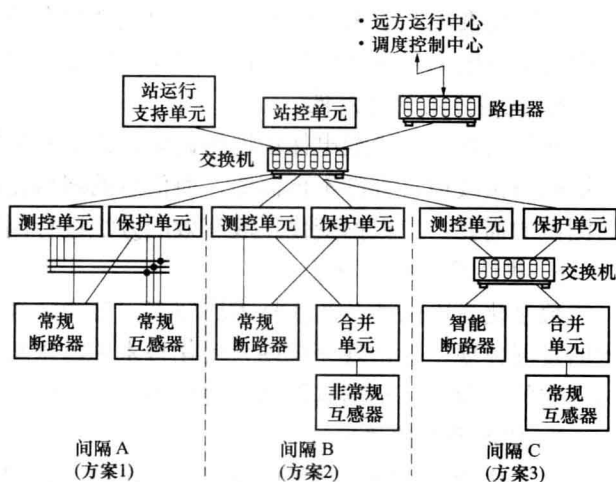 • 远方运行中心
• 调度控制中心
站运行
支持单元
站控单元
路由器
交换机
测控单元
保护单元
测控单元
保护单元
测控单元
保护单元
交换机
常规
断路器
常规
互感器
常规
断路器
合并
单元
智能
断路器
合并
单元
非常规
互感器
常规
互感器
间隔 A
(方案1)
间隔 B
(方案2)
间隔 C
(方案3)